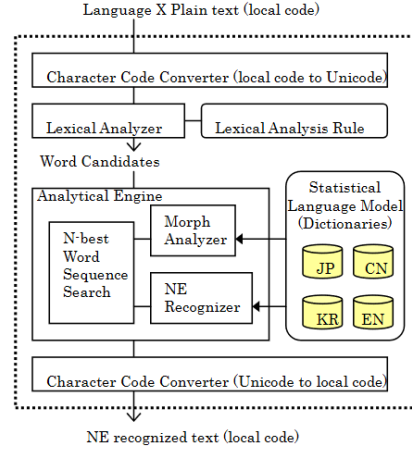 Language X Plain text (local code)
Character Code Converter (local code to Unicode)
Lexical Analyzer
Lexical Analysis Rule
Word Candidates
Analytical Engine
N-best
Word
Sequence
Search
Morph
Analyzer
NE
Recognizer
Statistical
Language Model
(Dictionaries)
JP
CN
KR
EN
Character Code Converter (Unicode to local code)
NE recognized text (local code)